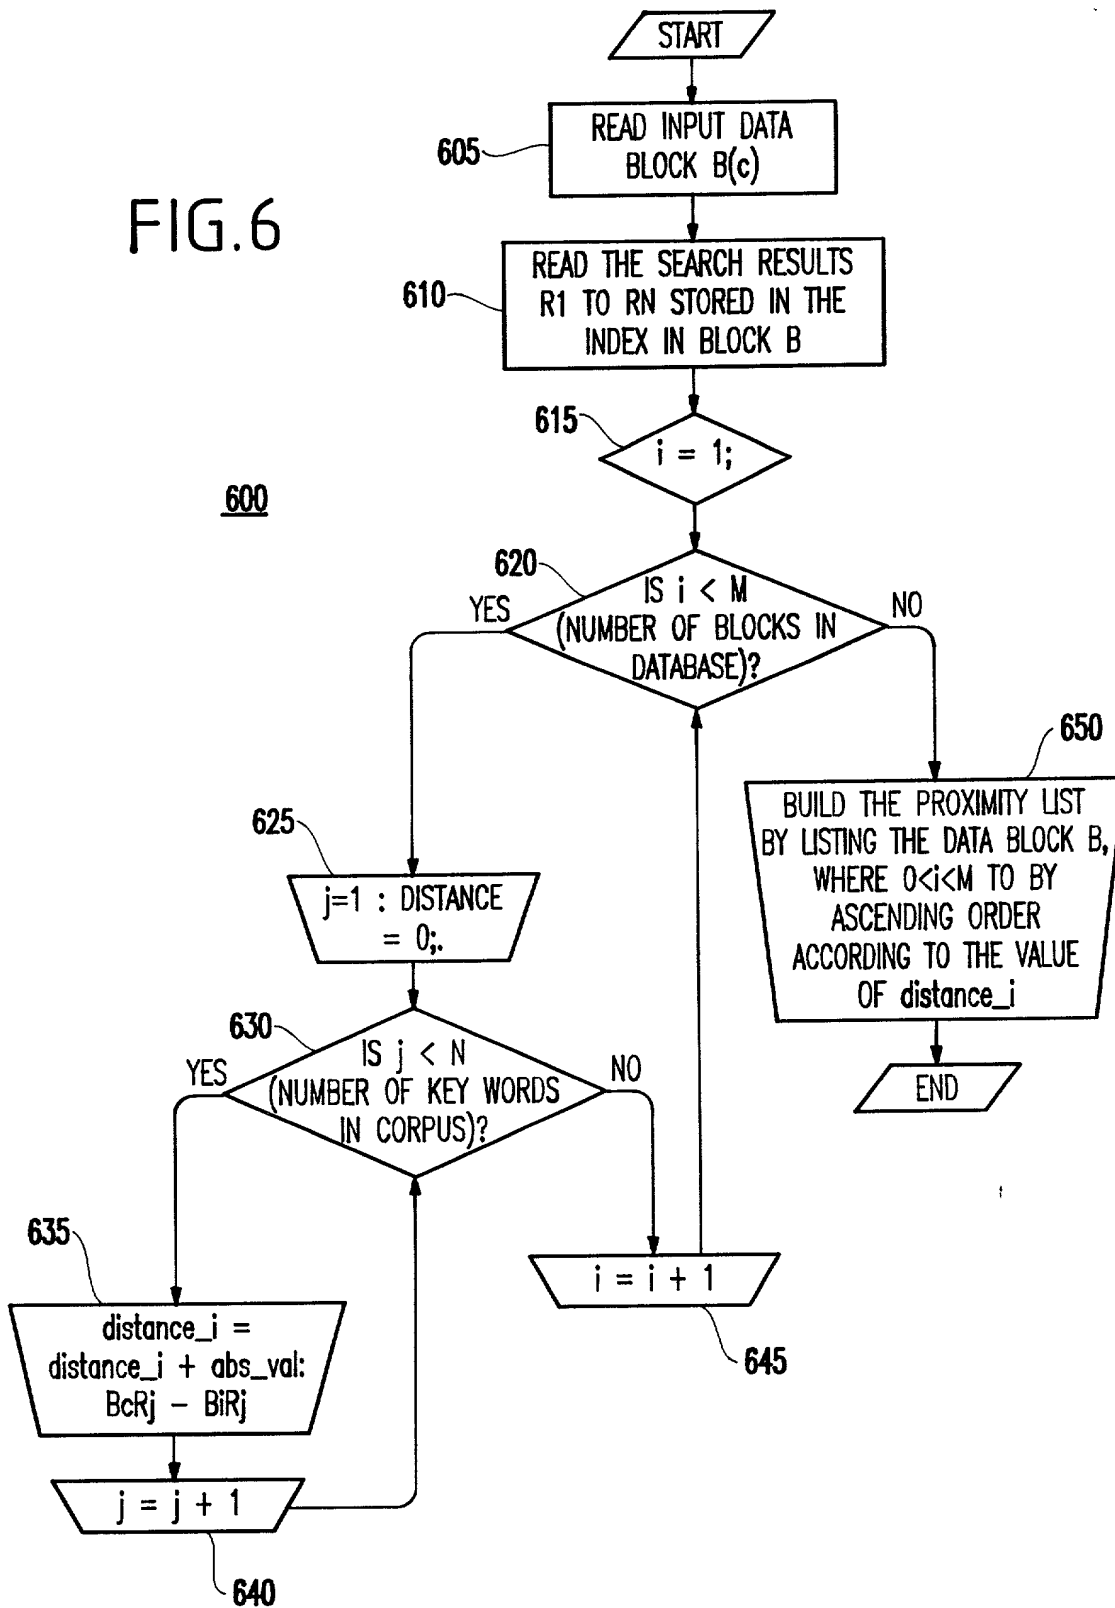 START
605
READ INPUT DATA
BLOCK B(c)
FIG.6
610
READ THE SEARCH RESULTS
R1 TO RN STORED IN THE
INDEX IN BLOCK B
615
i = 1;
600
620
IS i < M
(NUMBER OF BLOCKS IN
DATABASE)?
YES
NO
650
BUILD THE PROXIMITY LIST
BY LISTING THE DATA BLOCK B,
WHERE 0<i<M TO BY
ASCENDING ORDER
ACCORDING TO THE VALUE
OF distance_i
END
625
j=1 : DISTANCE
= 0;.
630
IS j < N
(NUMBER OF KEY WORDS
IN CORPUS)?
YES
NO
635
distance_i =
distance_i + abs_val:
BcRj - BiRj
i = i + 1
645
j = j + 1
640